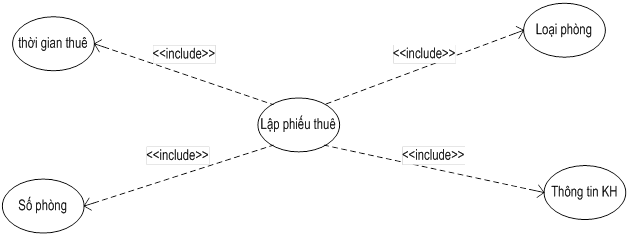 thời gian thuê
<<include>>
<<include>>
Loại phòng
Lập phiếu thuê
<<include>>
<<include>>
Số phòng
Thông tin KH